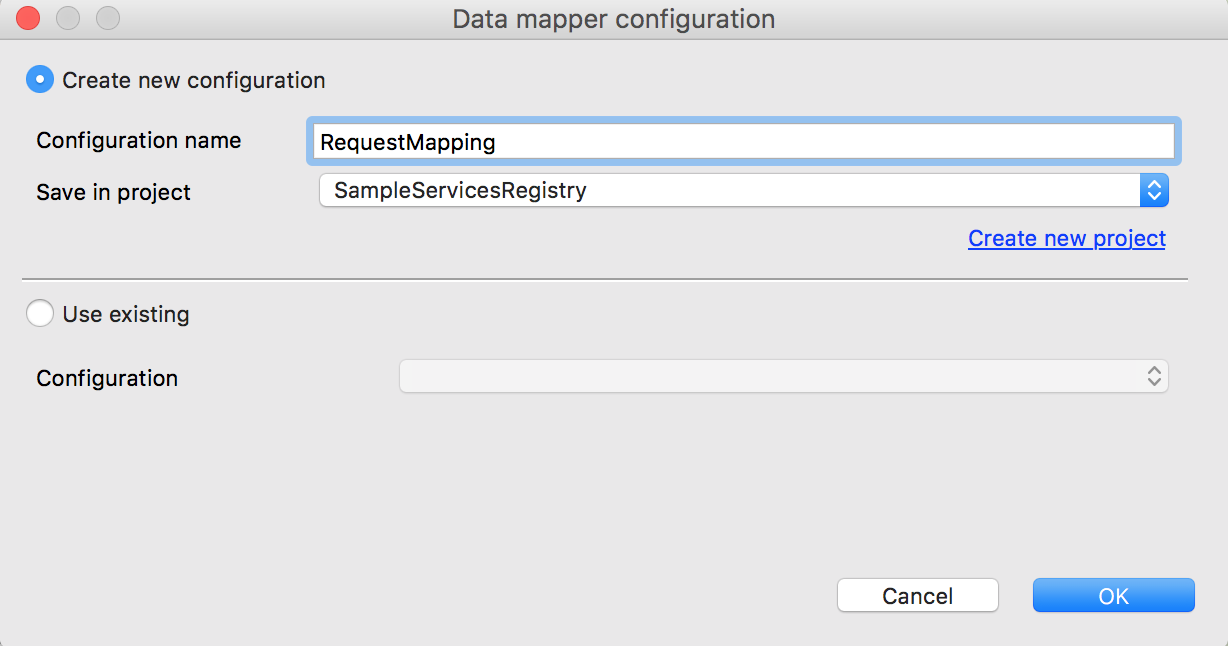 Data mapper configuration
Create new configuration
Configuration name RequestMapping
Save in project SampleServicesRegistry
Create new project
Use existing
Configuration
Cancel OK